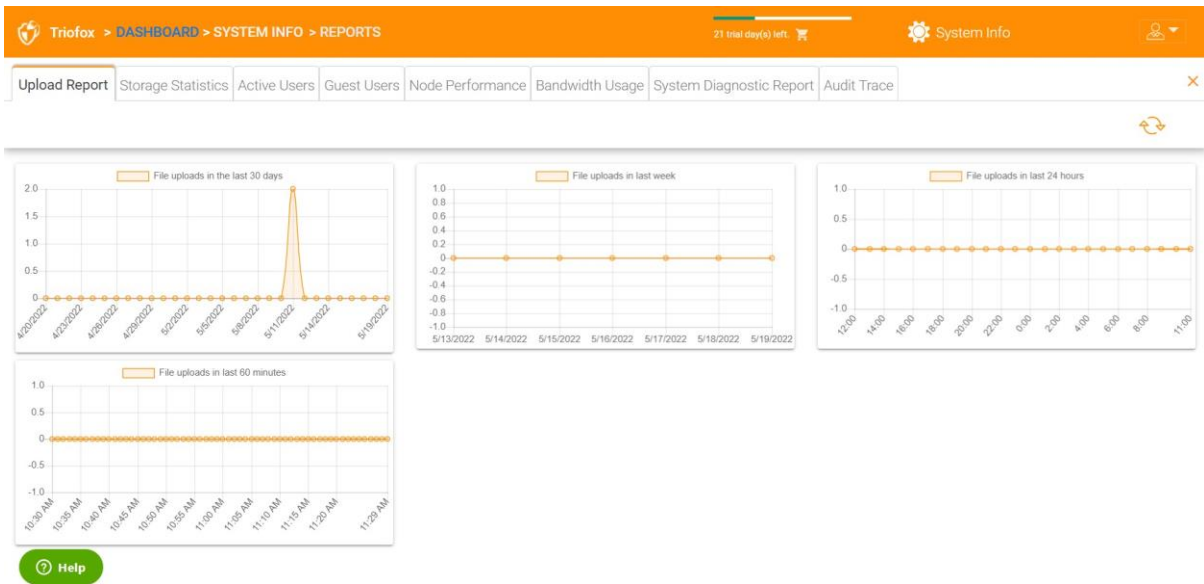 Triofox > DASHBOARD > SYSTEM INFO > REPORTS
21 trial day(s) left.
System Info
Upload Report Storage Statistics Active Users Guest Users Node Performance Bandwidth Usage System Diagnostic Report Audit Trace
File uploads in the last 30 days
2.0
1.5
1.0
0.5
0
4/20/2022 4/23/2022 4/26/2022 4/29/2022 5/2/2022 5/5/2022 5/8/2022 5/11/2022 5/14/2022 5/19/2022
File uploads in last week
1.0
0.8
0.6
0.4
0.2
0
-0.2
-0.4
-0.6
-0.8
-1.0
5/13/2022 5/14/2022 5/15/2022 5/16/2022 5/17/2022 5/18/2022 5/19/2022
File uploads in last 24 hours
1.0
0.5
0
-0.5
-1.0
12:00 14:00 16:00 18:00 20:00 22:00 0:00 2:00 4:00 6:00 8:00 11:00
File uploads in last 60 minutes
1.0
0.5
0
-0.5
-1.0
10:30 AM 10:35 AM 10:40 AM 10:45 AM 10:50 AM 10:55 AM 11:00 AM 11:05 AM 11:10 AM 11:15 AM 11:20 AM 11:29 AM
Help